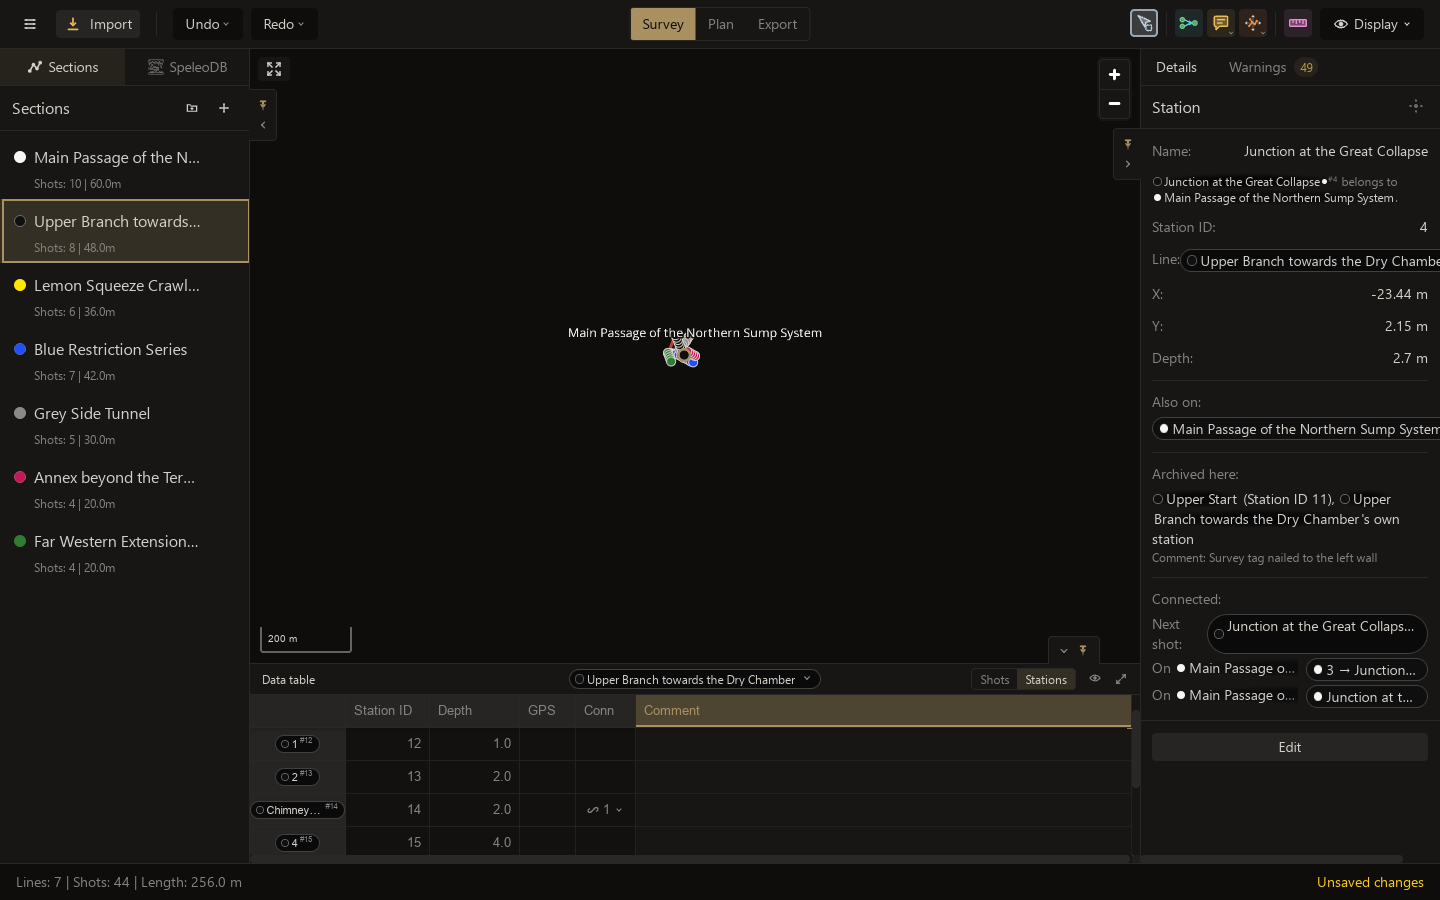 Import
Undo
Redo
Survey
Plan
Export
Display
Sections
SpeleoDB
Details
Warnings 49
Sections
Station
Main Passage of the N...
Shots: 10 | 60.0m
Upper Branch towards...
Shots: 8 | 48.0m
Lemon Squeeze Crawl...
Shots: 6 | 36.0m
Blue Restriction Series
Shots: 7 | 42.0m
Grey Side Tunnel
Shots: 5 | 30.0m
Annex beyond the Ter...
Shots: 4 | 20.0m
Far Western Extension...
Shots: 4 | 20.0m
Main Passage of the Northern Sump System
200 m
Data table
Upper Branch towards the Dry Chamber
Shots
Stations
Station ID Depth GPS Conn Comment
1 #12 12 1.0
2 #13 13 2.0
Chimney... #14 14 2.0 1
4 #15 15 4.0
Name: Junction at the Great Collapse
Junction at the Great Collapse #4 belongs to
Main Passage of the Northern Sump System.
Station ID: 4
Line: Upper Branch towards the Dry Chambe
X: -23.44 m
Y: 2.15 m
Depth: 2.7 m
Also on:
Main Passage of the Northern Sump System
Archived here:
Upper Start (Station ID 11), Upper
Branch towards the Dry Chamber's own
station
Comment: Survey tag nailed to the left wall
Connected:
Next shot: Junction at the Great Collaps...
On Main Passage o... 3 → Junction...
On Main Passage o... Junction at t...
Edit
Lines: 7 | Shots: 44 | Length: 256.0 m
Unsaved changes